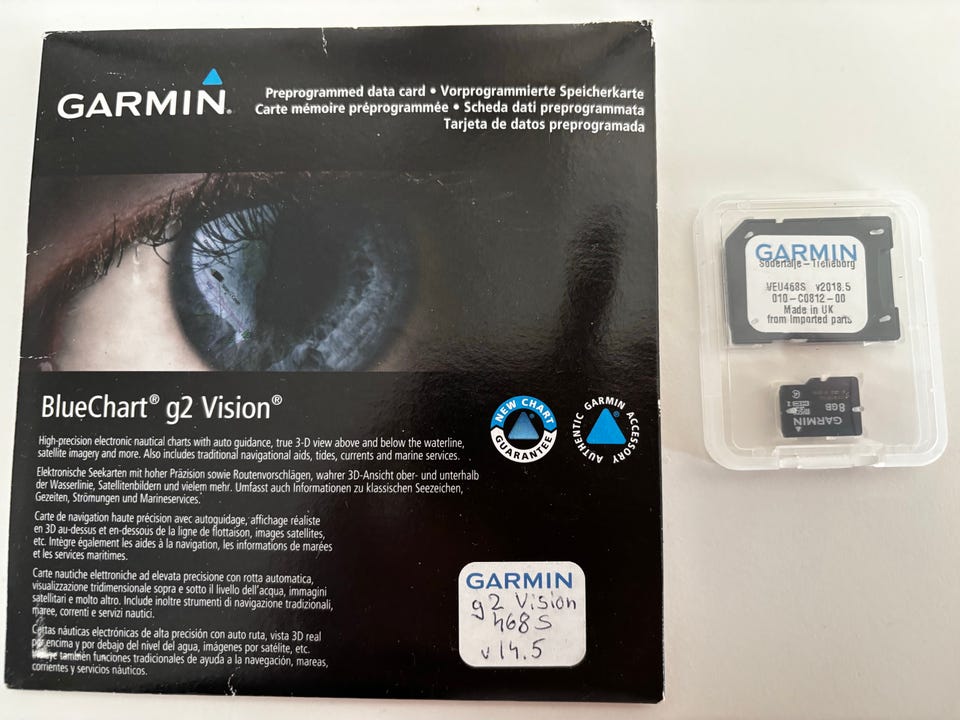 GARMIN®
Preprogrammed data card • Vorprogrammierte Speicherkarte
Carte mémoire préprogrammée • Scheda dati preprogrammata
Tarjeta de datos preprogramada
BlueChart® g2 Vision®
NEW CHART GUARANTEE
AUTHENTIC GARMIN ACCESSORY
High-precision electronic nautical charts with auto guidance, true 3-D view above and below the waterline,
satellite imagery and more. Also includes traditional navigational aids, tides, currents and marine services.
Elektronische Seekarten mit hoher Präzision sowie Routenvorschlägen, wahrer 3D-Ansicht ober- und unterhalb
der Wasserlinie, Satellitenbildern und vielem mehr. Umfasst auch Informationen zu klassischen Seezeichen,
Gezeiten, Strömungen und Marineservices.
Carte de navigation haute précision avec autoguidage, affichage réaliste
en 3D au-dessus et en-dessous de la ligne de flottaison, images satellites,
etc. Intègre également les aides à la navigation, les informations de marées
et les services maritimes.
Carte nautiche elettroniche ad elevata precisione con rotta automatica,
visualizzazione tridimensionale sopra e sotto il livello dell'acqua, immagini
satellitari e molto altro. Include inoltre strumenti di navigazione tradizionali,
maree, correnti e servizi nautici.
Cartas náuticas electrónicas de alta precisión con auto ruta, vista 3D real
por encima y por debajo del nivel del agua, imágenes por satélite, etc.
Incluye también funciones tradicionales de ayuda a la navegación, mareas,
corrientes y servicios náuticos.
GARMIN
g2 Vision
468 S
v 14.5
GARMIN
Södertälje – Trelleborg
VEU468S v2018.5
010-C0812-00
Made in UK
from Imported parts
8GB
GARMIN